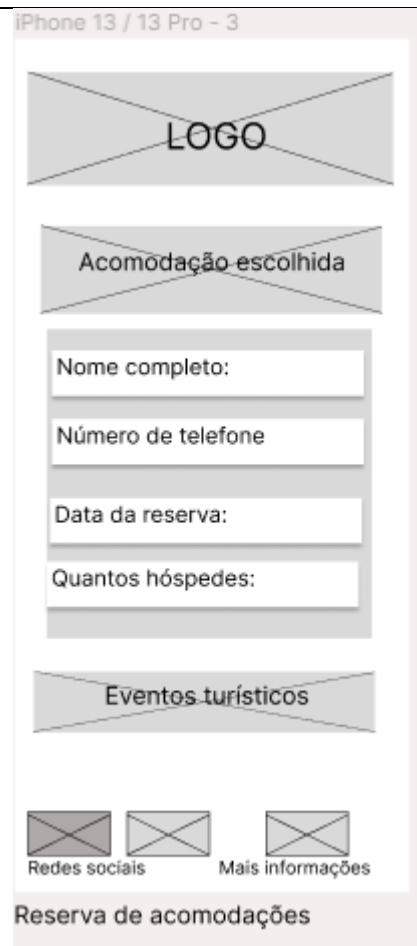 iPhone 13 / 13 Pro - 3
LOGO
Acomodação escolhida
Nome completo:
Número de telefone
Data da reserva:
Quantos hóspedes:
Eventos turísticos
Redes sociais
Mais informações
Reserva de acomodações